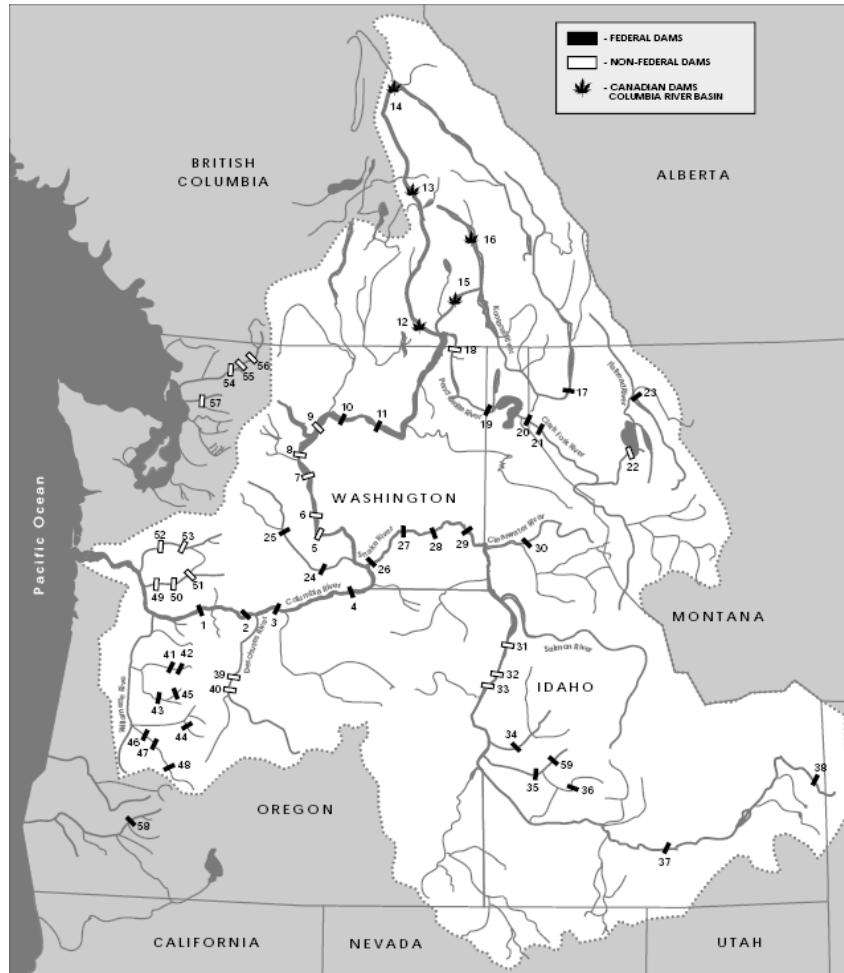 - FEDERAL DAMS
- NON-FEDERAL DAMS
- CANADIAN DAMS
COLUMBIA RIVER BASIN
14
BRITISH
COLUMBIA
ALBERTA
13
16
15
12
Kootenai River
18
56
55
54
57
17
Flathead River
23
Pend Oreille River
19
20
21
Clark Fork River
22
9
10
11
8
7
WASHINGTON
6
5
25
Snake River
27
28
29
Clearwater River
30
52
53
24
26
51
49
50
Columbia River
4
Pacific Ocean
1
2
3
MONTANA
Deschutes River
Salmon River
31
41
42
39
40
32
33
IDAHO
Willamette River
43
45
44
46
47
48
34
59
35
36
38
OREGON
58
37
CALIFORNIA
NEVADA
UTAH